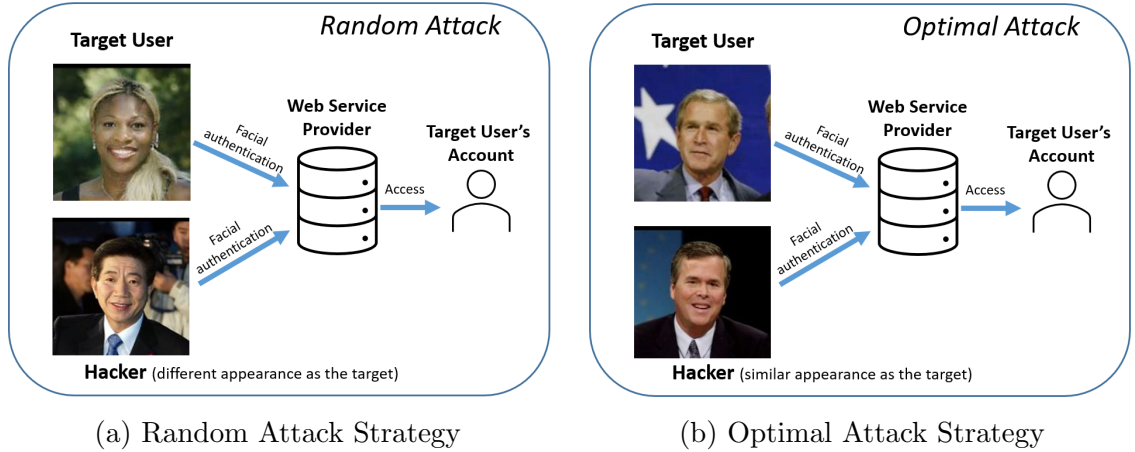 Random Attack
Target User
Web Service
Provider
Facial
authentication
Target User's
Account
Access
Facial
authentication
Hacker (different appearance as the target)
(a) Random Attack Strategy
Optimal Attack
Target User
Web Service
Provider
Facial
authentication
Target User's
Account
Access
Facial
authentication
Hacker (similar appearance as the target)
(b) Optimal Attack Strategy